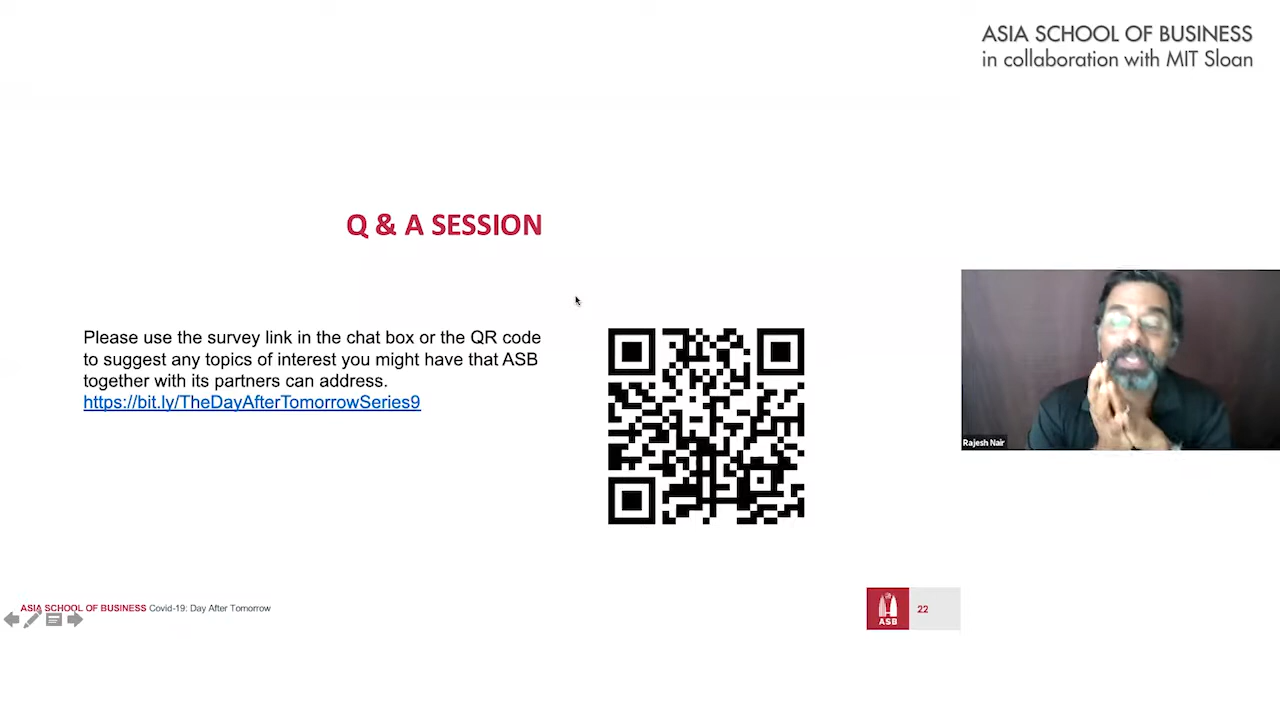 ASIA SCHOOL OF BUSINESS
in collaboration with MIT Sloan
Q & A SESSION
Please use the survey link in the chat box or the QR code
to suggest any topics of interest you might have that ASB
together with its partners can address.
https://bit.ly/TheDayAfterTomorrowSeries9
Rajesh Nair
ASIA SCHOOL OF BUSINESS Covid-19: Day After Tomorrow
ASB
22